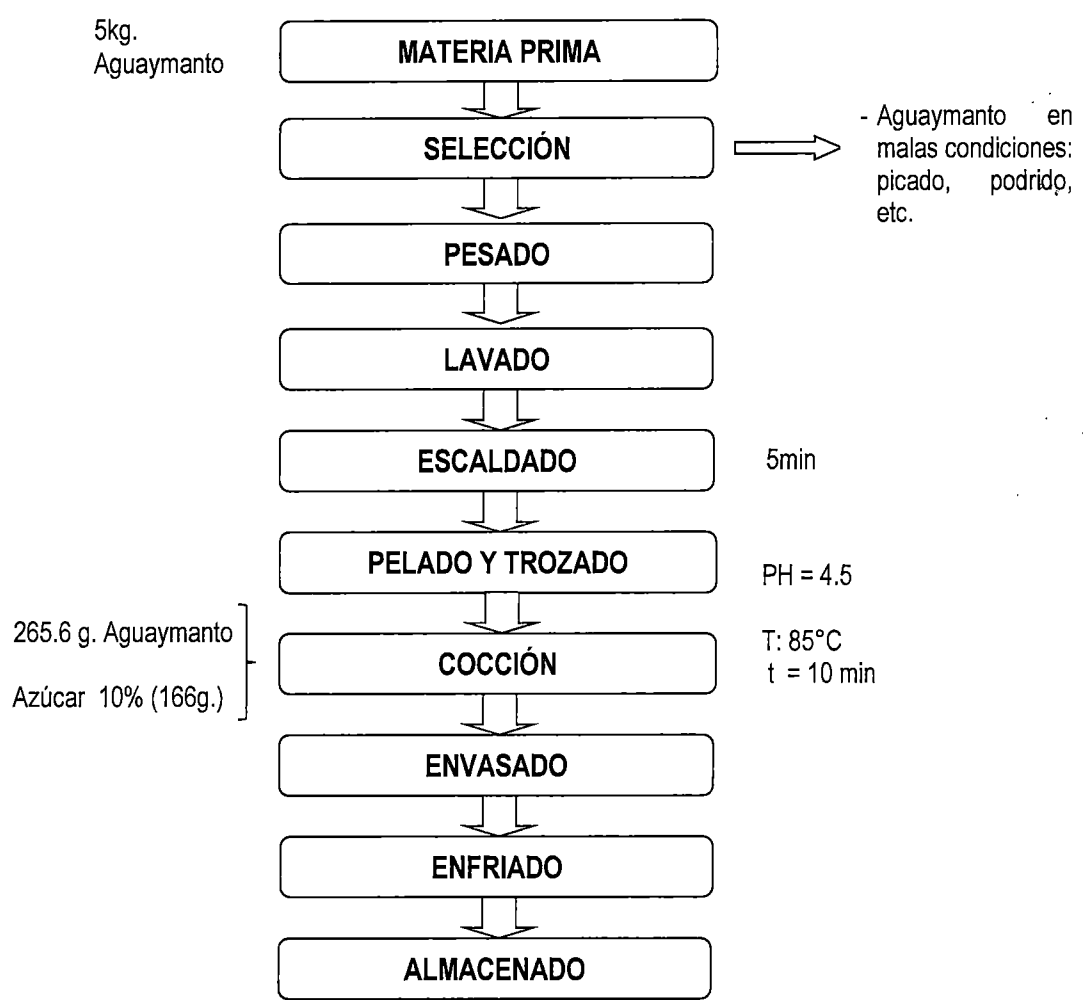 5kg.
Aguaymanto
MATERIA PRIMA
SELECCIÓN
- Aguaymanto en
malas condiciones:
picado, podrido,
etc.
PESADO
LAVADO
ESCALDADO
5min
PELADO Y TROZADO
PH = 4.5
265.6 g. Aguaymanto
Azúcar 10% (166g.)
COCCIÓN
T: 85°C
t = 10 min
ENVASADO
ENFRIADO
ALMACENADO